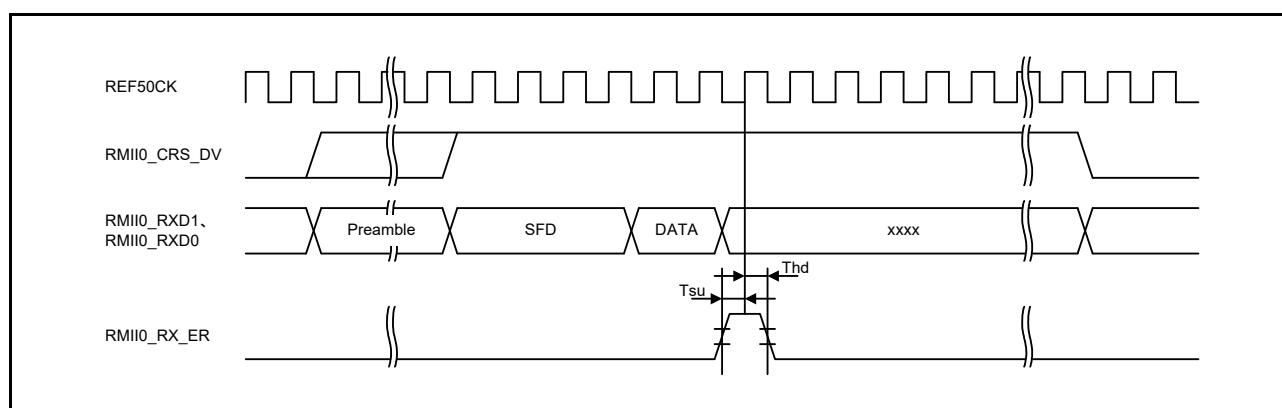 REF50CK
RMII0_CRS_DV
RMII0_RXD1、
RMII0_RXD0
Preamble
SFD
DATA
xxxx
Thd
Tsu
RMII0_RX_ER